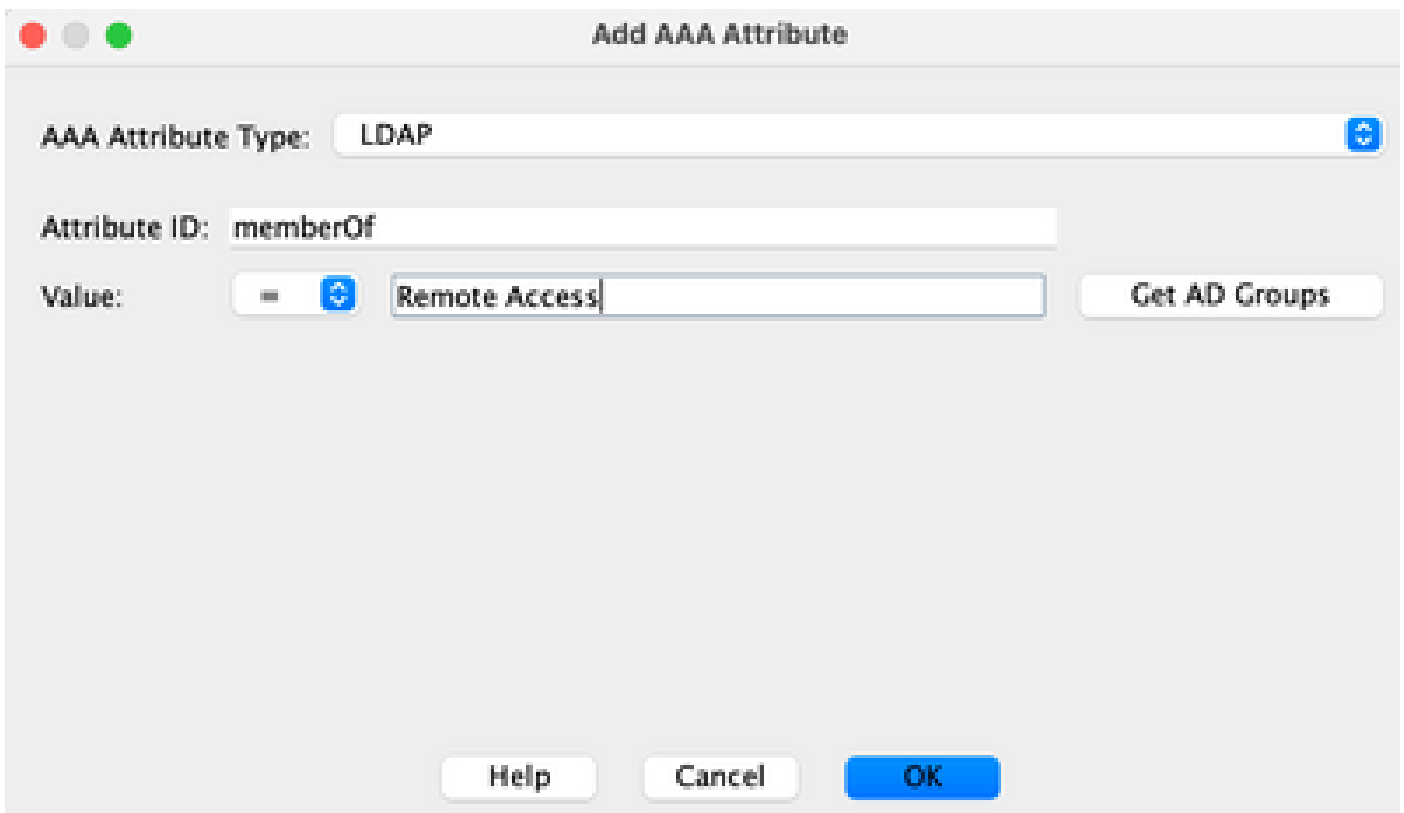 Add AAA Attribute
AAA Attribute Type: LDAP
Attribute ID: memberOf
Value: = Remote Access Get AD Groups
Help Cancel OK